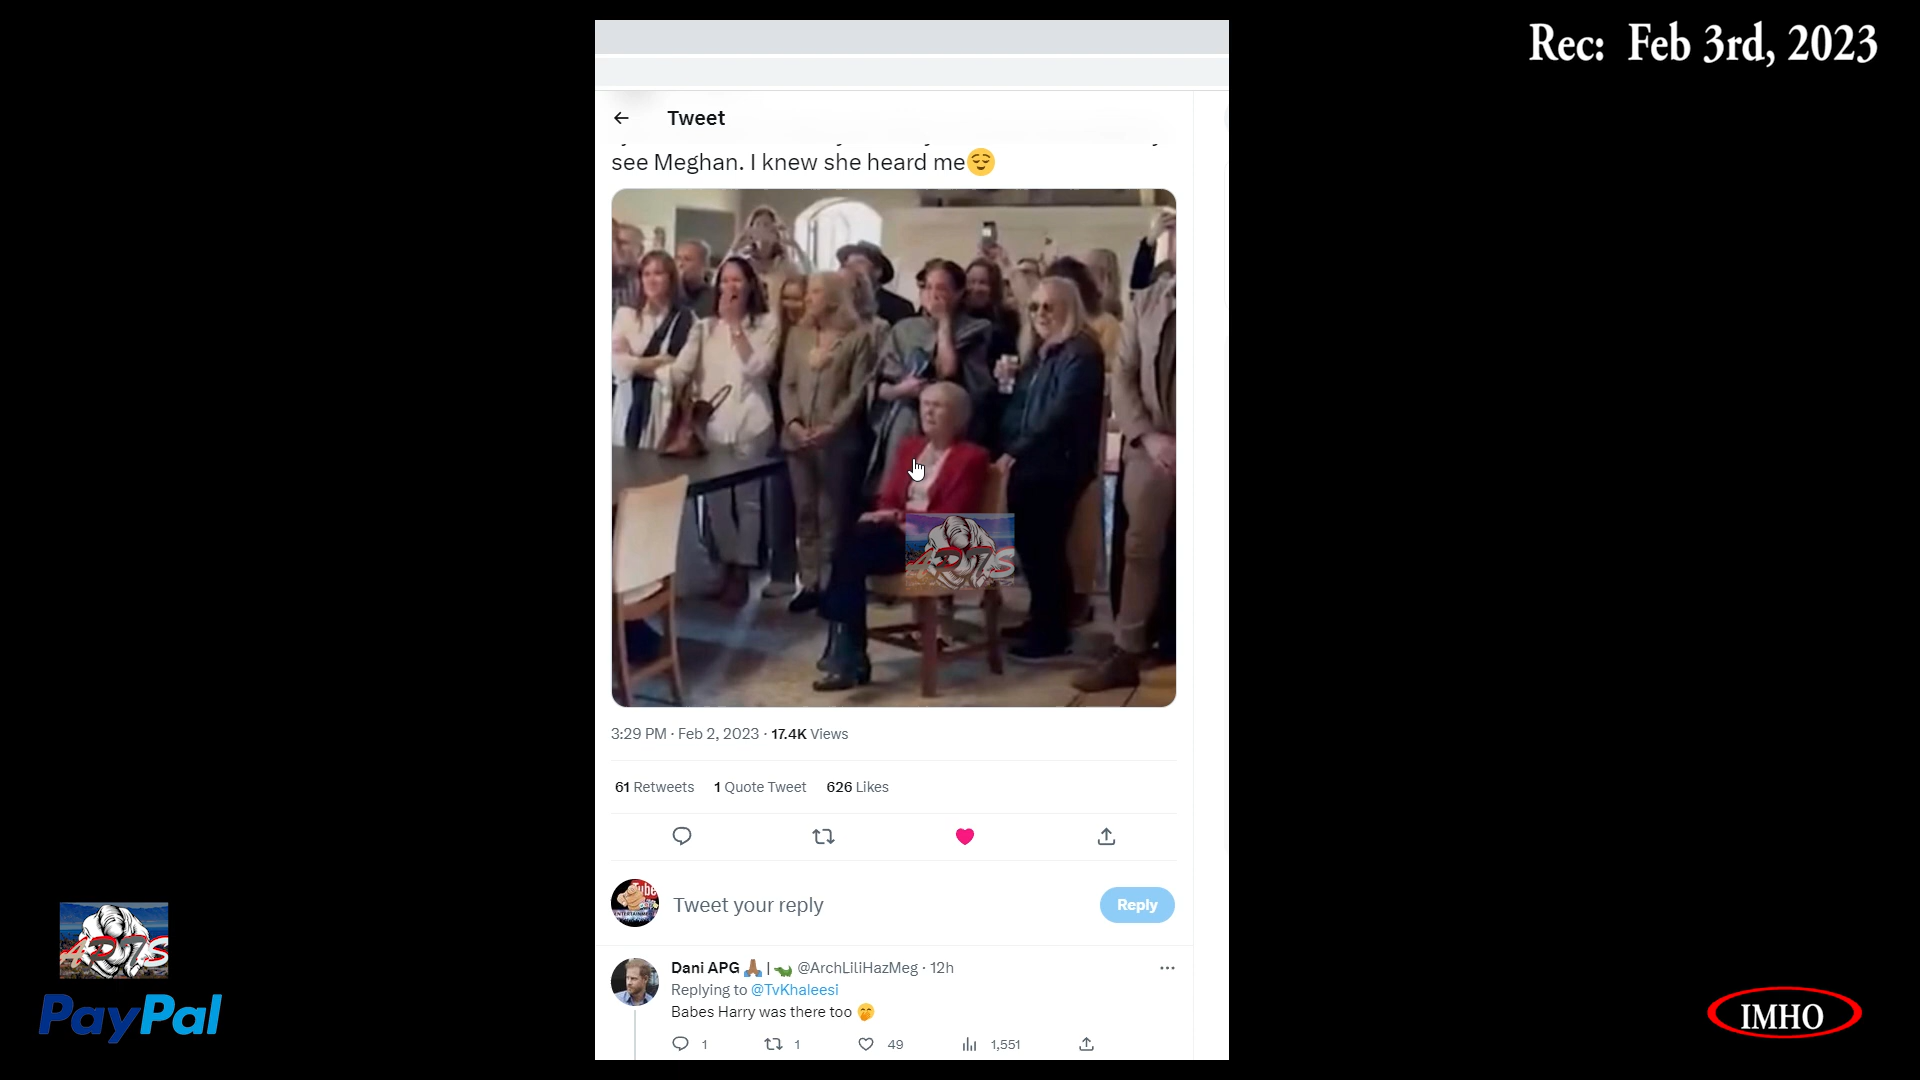 Rec: Feb 3rd, 2023
Tweet
see Meghan. I knew she heard me😌
3:29 PM · Feb 2, 2023 · 17.4K Views
61 Retweets 1 Quote Tweet 626 Likes
Tweet your reply
Reply
Dani APG 🙏🏽 | 🐊 @ArchLiliHazMeg · 12h
Replying to @TvKhaleesi
Babes Harry was there too 🤭
1 1 49 1,551
PayPal
IMHO